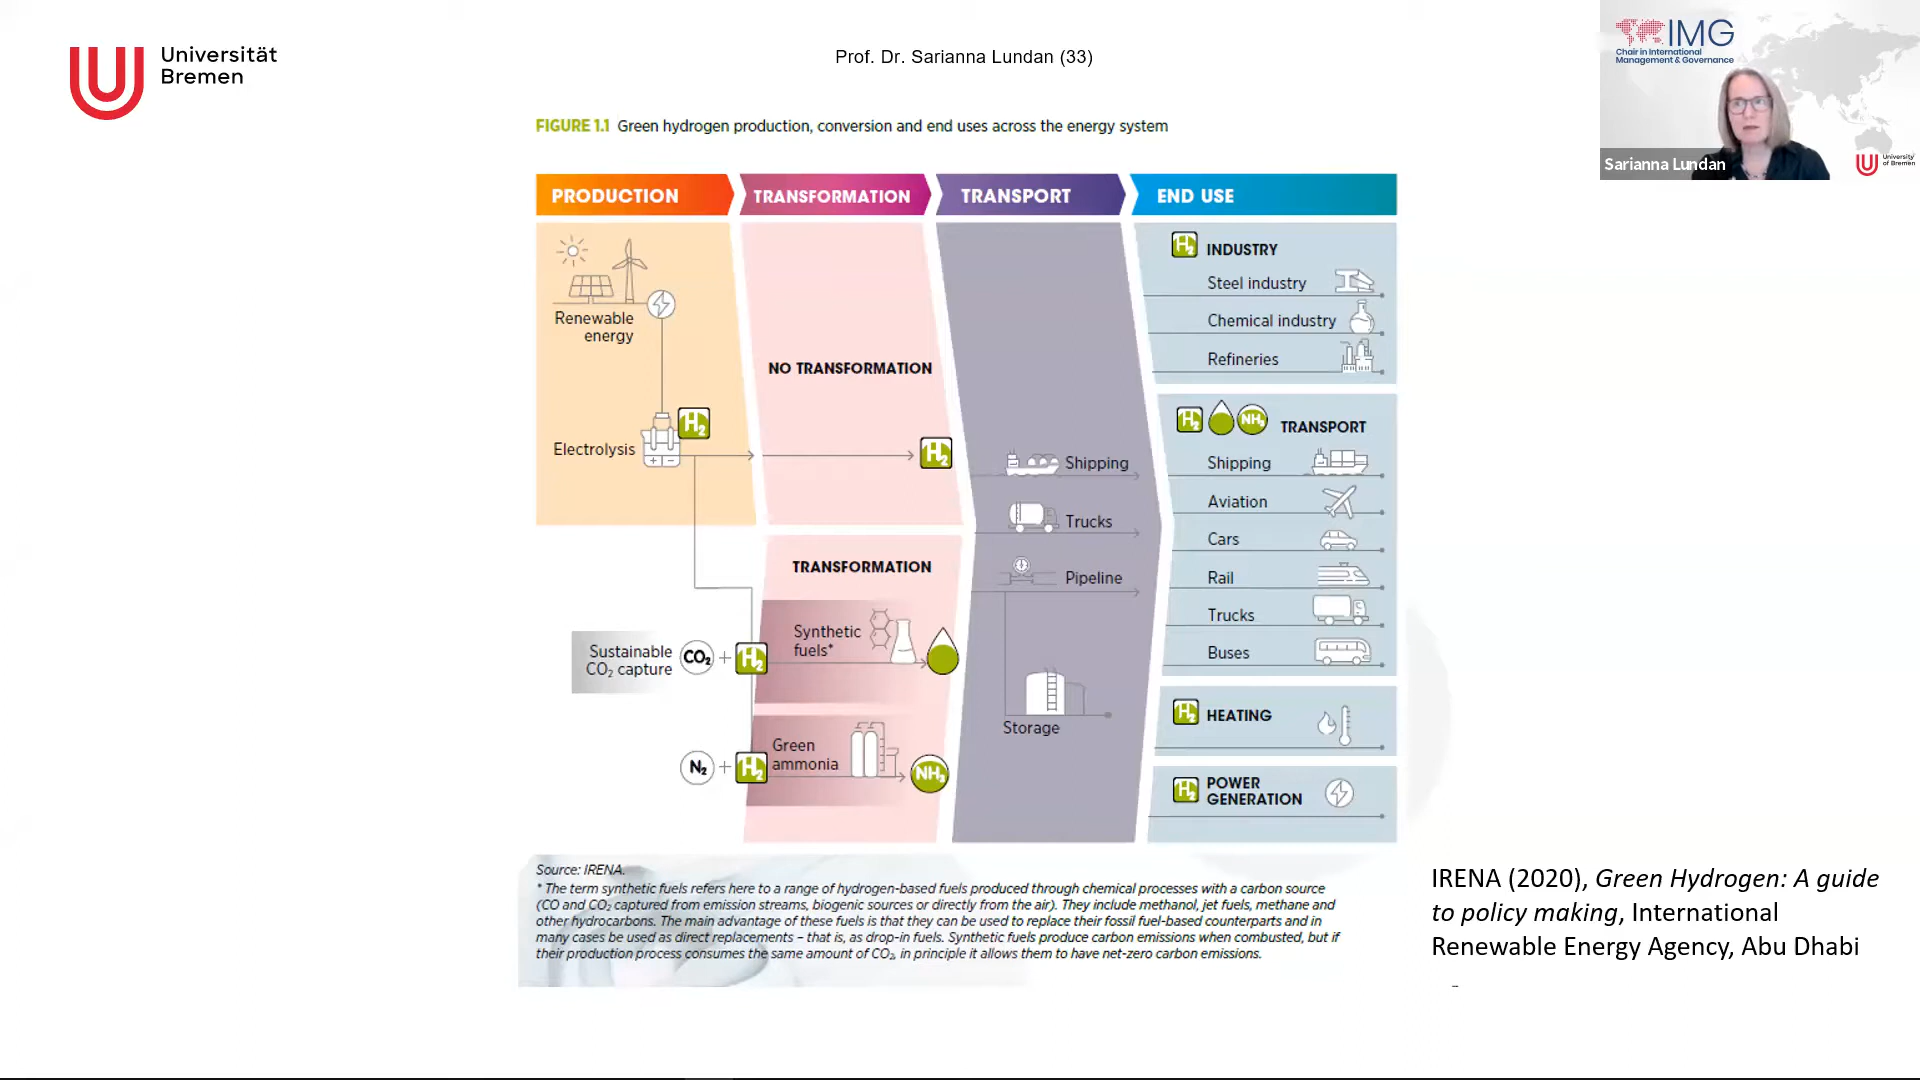 Universität
Bremen
Prof. Dr. Sarianna Lundan (33)
IMG
Chair in International
Management & Governance
Sarianna Lundan
University
of Bremen
FIGURE 1.1 Green hydrogen production, conversion and end uses across the energy system
PRODUCTION
TRANSFORMATION
TRANSPORT
END USE
Renewable
energy
Electrolysis
H2
NO TRANSFORMATION
H2
TRANSFORMATION
Sustainable
CO2 capture
CO2 + H2
Synthetic
fuels*
N2 + H2
Green
ammonia
NH3
Shipping
Trucks
Pipeline
Storage
H2 INDUSTRY
Steel industry
Chemical industry
Refineries
H2 NH3 TRANSPORT
Shipping
Aviation
Cars
Rail
Trucks
Buses
H2 HEATING
H2 POWER
GENERATION
Source: IRENA.
* The term synthetic fuels refers here to a range of hydrogen-based fuels produced through chemical processes with a carbon source
(CO and CO2 captured from emission streams, biogenic sources or directly from the air). They include methanol, jet fuels, methane and
other hydrocarbons. The main advantage of these fuels is that they can be used to replace their fossil fuel-based counterparts and in
many cases be used as direct replacements – that is, as drop-in fuels. Synthetic fuels produce carbon emissions when combusted, but if
their production process consumes the same amount of CO2, in principle it allows them to have net-zero carbon emissions.
IRENA (2020), Green Hydrogen: A guide
to policy making, International
Renewable Energy Agency, Abu Dhabi